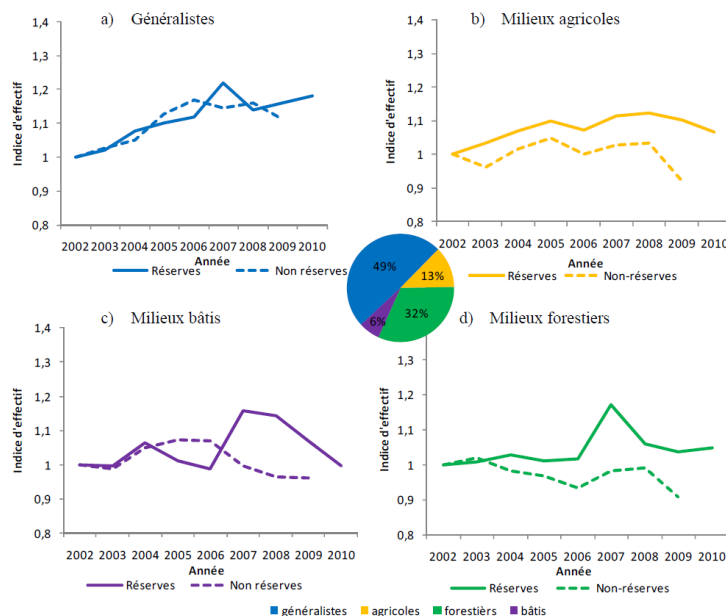 a) Généralistes
1,4
1,3
1,2
1,1
1
0,9
0,8
Indice d'effectif
2002 2003 2004 2005 2006 2007 2008 2009 2010
Année
Réserves Non réserves
b) Milieux agricoles
1,4
1,3
1,2
1,1
1
0,9
0,8
Indice d'effectif
2002 2003 2004 2005 2006 2007 2008 2009 2010
Année
Réserves Non-réserves
49%
13%
32%
6%
c) Milieux bâtis
1,4
1,3
1,2
1,1
1
0,9
0,8
Indice d'effectif
2002 2003 2004 2005 2006 2007 2008 2009 2010
Année
Réserves Non réserves
d) Milieux forestiers
1,4
1,3
1,2
1,1
1
0,9
0,8
Indice d'effectif
2002 2003 2004 2005 2006 2007 2008 2009 2010
Année
Réserves Non-réserves
généralistes agricoles forestièrs bâtis